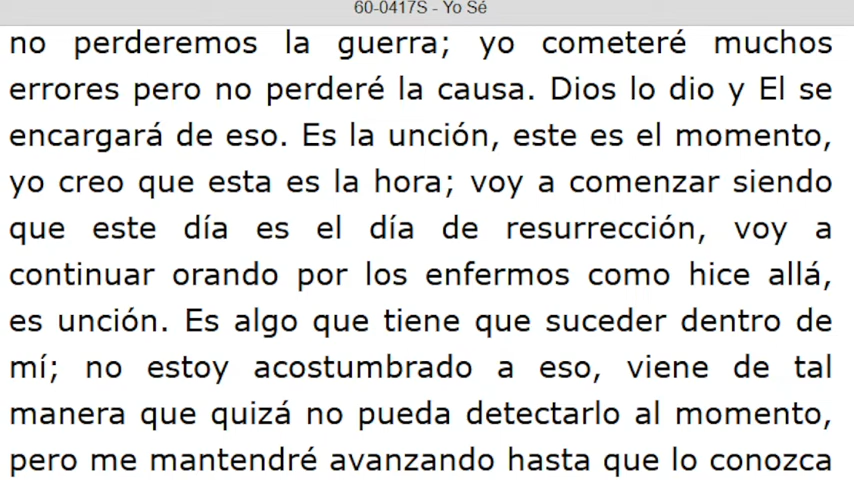 60-0417S - Yo Sé
no perderemos la guerra; yo cometeré muchos
errores pero no perderé la causa. Dios lo dio y El se
encargará de eso. Es la unción, este es el momento,
yo creo que esta es la hora; voy a comenzar siendo
que este día es el día de resurrección, voy a
continuar orando por los enfermos como hice allá,
es unción. Es algo que tiene que suceder dentro de
mí; no estoy acostumbrado a eso, viene de tal
manera que quizá no pueda detectarlo al momento,
pero me mantendré avanzando hasta que lo conozca